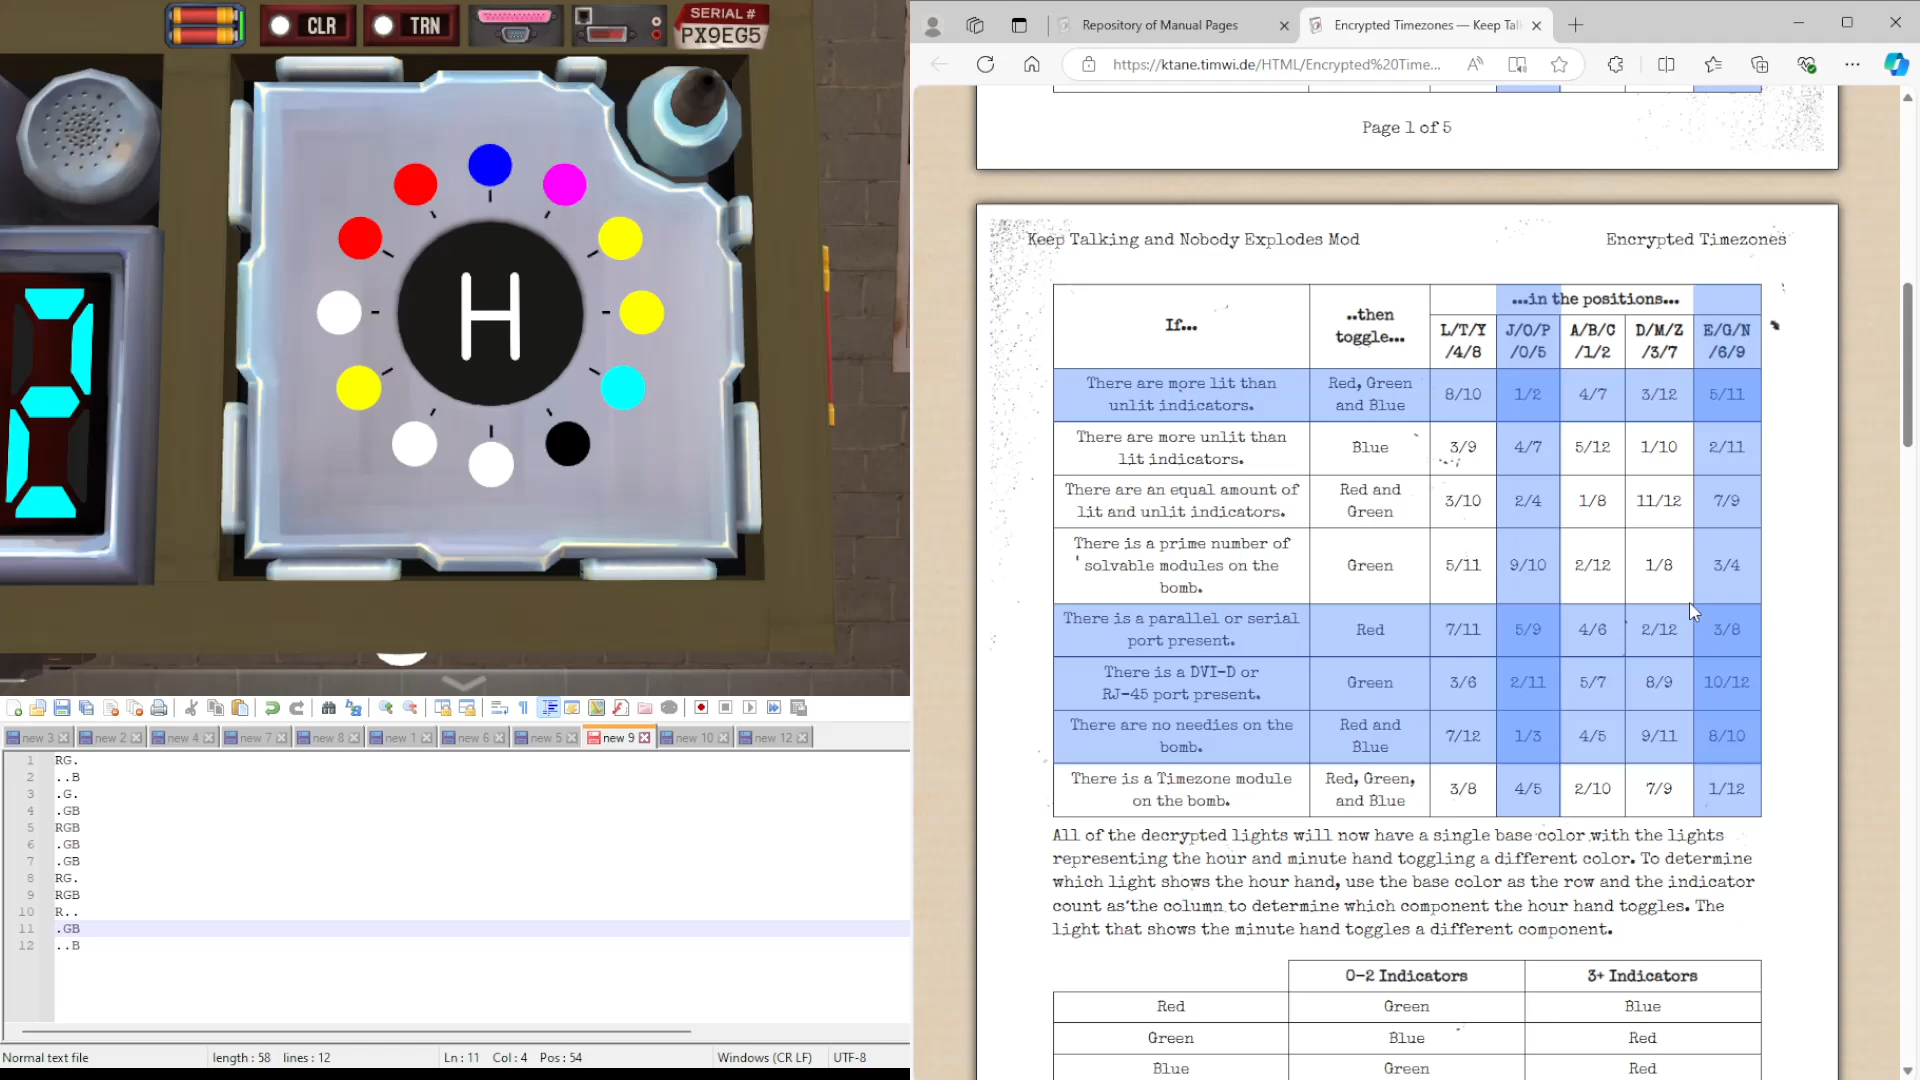 CLR
TRN
SERIAL #
PX9EG5
H
Repository of Manual Pages
Encrypted Timezones — Keep Tal
https://ktane.timwi.de/HTML/Encrypted%20Time...
Page 1 of 5
Keep Talking and Nobody Explodes Mod
Encrypted Timezones
If...
..then toggle...
...in the positions...
L/T/Y /4/8
J/O/P /0/5
A/B/C /1/2
D/M/Z /3/7
E/G/N /6/9
There are more lit than unlit indicators.
Red, Green and Blue
8/10
1/2
4/7
3/12
5/11
There are more unlit than lit indicators.
Blue
3/9
4/7
5/12
1/10
2/11
There are an equal amount of lit and unlit indicators.
Red and Green
3/10
2/4
1/8
11/12
7/9
There is a prime number of solvable modules on the bomb.
Green
5/11
9/10
2/12
1/8
3/4
There is a parallel or serial port present.
Red
7/11
5/9
4/6
2/12
3/8
There is a DVI-D or RJ-45 port present.
Green
3/6
2/11
5/7
8/9
10/12
There are no needies on the bomb.
Red and Blue
7/12
1/3
4/5
9/11
8/10
There is a Timezone module on the bomb.
Red, Green, and Blue
3/8
4/5
2/10
7/9
1/12
All of the decrypted lights will now have a single base color with the lights
representing the hour and minute hand toggling a different color. To determine
which light shows the hour hand, use the base color as the row and the indicator
count as the column to determine which component the hour hand toggles. The
light that shows the minute hand toggles a different component.
0-2 Indicators
3+ Indicators
Red
Green
Blue
Green
Blue
Red
Blue
Green
Red
new 3
new 2
new 4
new 7
new 8
new 1
new 6
new 5
new 9
new 10
new 12
1 RG.
2 ..B
3 .G.
4 .GB
5 RGB
6 .GB
7 .GB
8 RG.
9 RGB
10 R..
11 .GB
12 ..B
Normal text file
length : 58 lines : 12
Ln : 11 Col : 4 Pos : 54
Windows (CR LF)
UTF-8